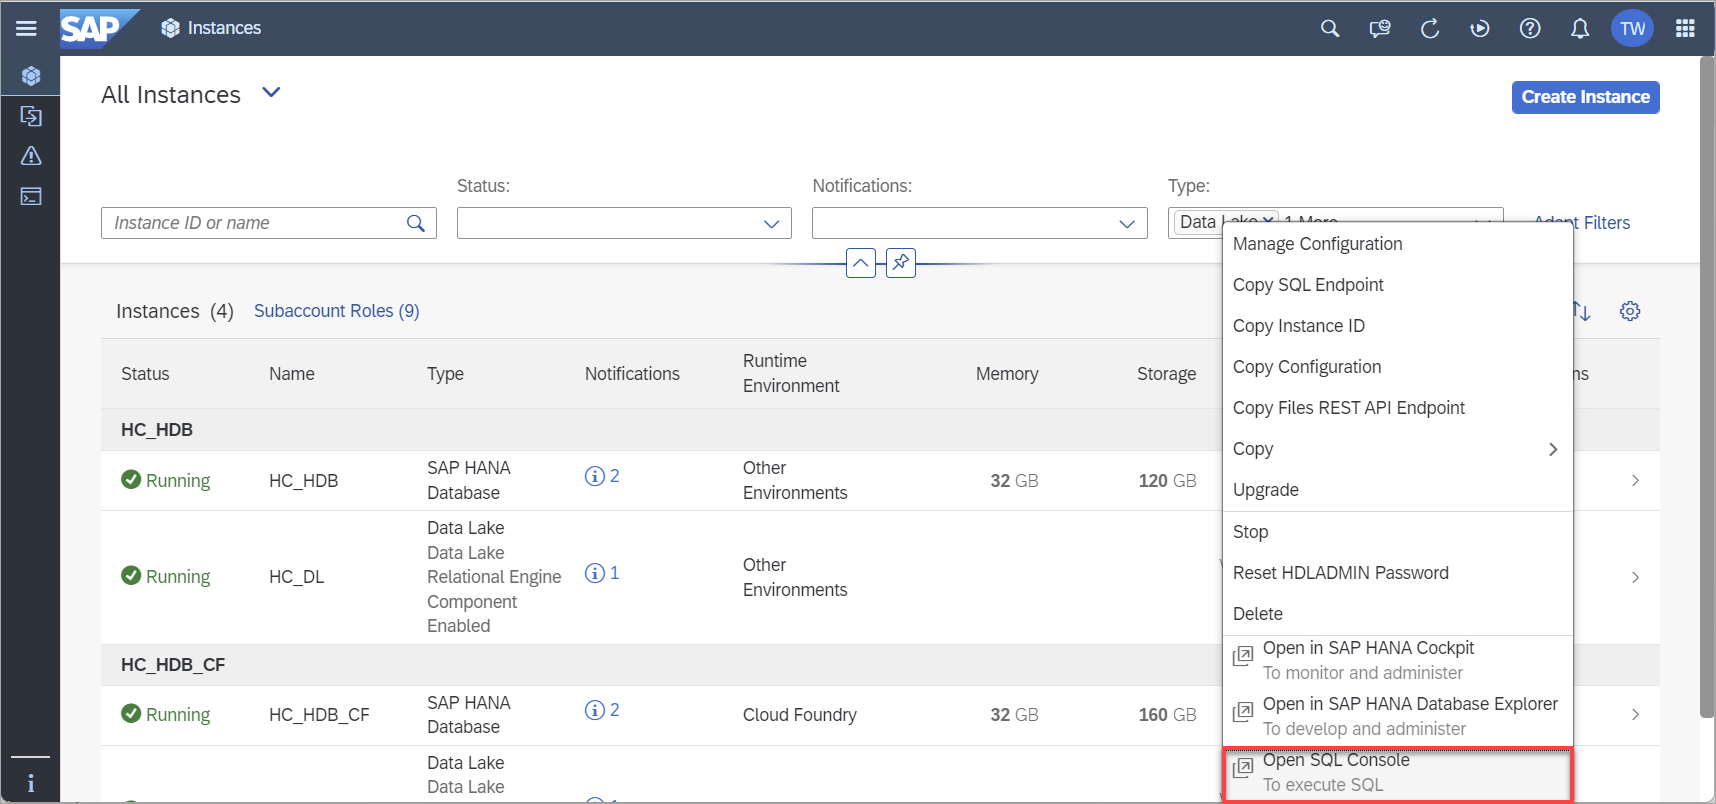 SAP Instances
TW
All Instances
Create Instance
Status:
Notifications:
Type:
Instance ID or name
Data Lake
1 More
Adapt Filters
Manage Configuration
Copy SQL Endpoint
Copy Instance ID
Copy Configuration
Copy Files REST API Endpoint
Copy
Upgrade
Stop
Reset HDLADMIN Password
Delete
Open in SAP HANA Cockpit
To monitor and administer
Open in SAP HANA Database Explorer
To develop and administer
Open SQL Console
To execute SQL
Instances (4) Subaccount Roles (9)
Status
Name
Type
Notifications
Runtime
Environment
Memory
Storage
HC_HDB
Running
HC_HDB
SAP HANA
Database
2
Other
Environments
32 GB
120 GB
Running
HC_DL
Data Lake
Data Lake
Relational Engine
Component
Enabled
1
Other
Environments
HC_HDB_CF
Running
HC_HDB_CF
SAP HANA
Database
2
Cloud Foundry
32 GB
160 GB
Data Lake
Data Lake